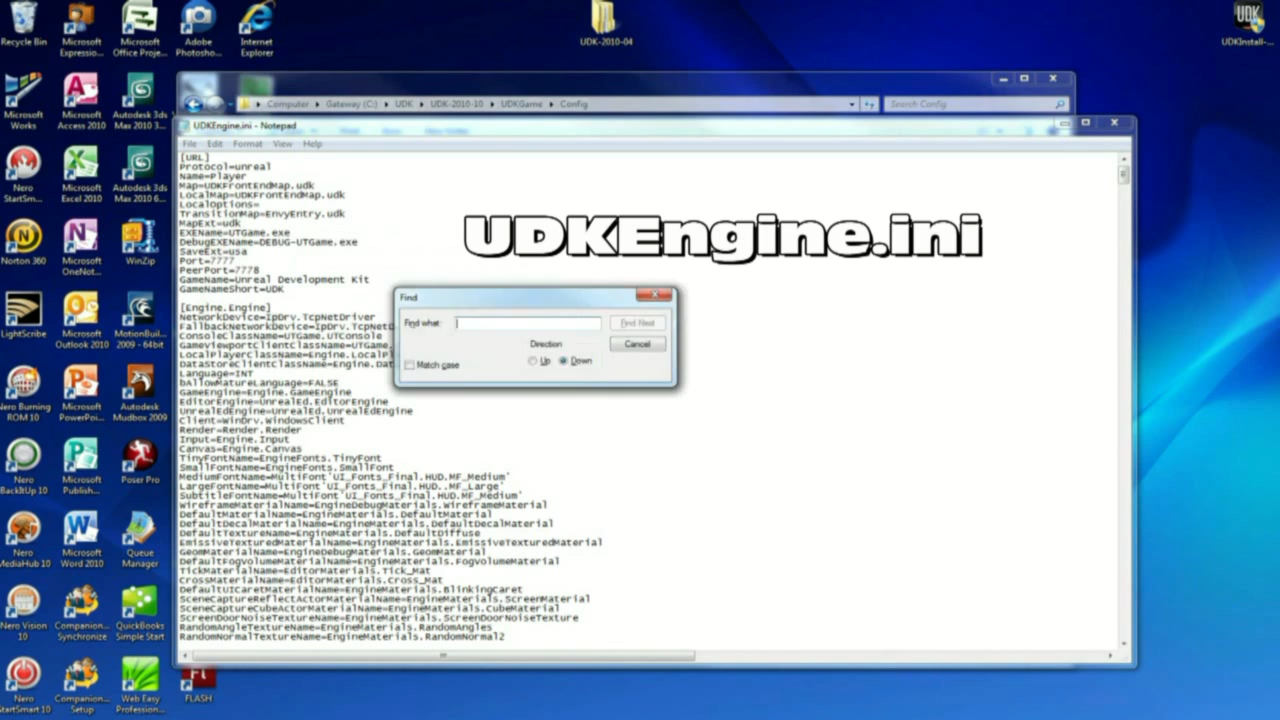 Recycle Bin
Microsoft Expressio...
Microsoft Office Proje...
Adobe Photosho...
Internet Explorer
UDK-2010-04
UDKInstall-...
Microsoft Works
Microsoft Access 2010
Autodesk 3ds Max 2010 3...
Nero StartSm...
Microsoft Excel 2010
Autodesk 3ds Max 2010 6...
Norton 360
Microsoft OneNot...
WinZip
LightScribe
Microsoft Outlook 2010
MotionBuil... 2009 - 64bit
Nero Burning ROM 10
Microsoft PowerPoi...
Autodesk Mudbox 2009
Nero BackItUp 10
Microsoft Publish...
Poser Pro
Nero MediaHub 10
Microsoft Word 2010
Queue Manager
Nero Vision 10
Companion... Synchronize
QuickBooks Simple Start
Nero StartSmart 10
Companion... Setup
Web Easy Profession...
FLASH
Computer Gateway (C:) UDK UDK-2010-10 UDKGame Config
Search Config
UDKEngine.ini - Notepad
File Edit Format View Help
[URL]
Protocol=unreal
Name=Player
Map=UDKFrontEndMap.udk
LocalMap=UDKFrontEndMap.udk
LocalOptions=
TransitionMap=EnvyEntry.udk
MapExt=udk
EXEName=UTGame.exe
DebugEXEName=DEBUG-UTGame.exe
SaveExt=usa
Port=7777
PeerPort=7778
GameName=Unreal Development Kit
GameNameShort=UDK
UDKEngine.ini
[Engine.Engine]
NetworkDevice=IpDrv.TcpNetDriver
FallbackNetworkDevice=IpDrv.TcpNetD
ConsoleClassName=UTGame.UTConsole
GameViewportClientClassName=UTGame.
LocalPlayerClassName=Engine.LocalPl
DataStoreClientClassName=Engine.Dat
Language=INT
bAllowMatureLanguage=FALSE
GameEngine=Engine.GameEngine
EditorEngine=UnrealEd.EditorEngine
UnrealEdEngine=UnrealEd.UnrealEdEngine
Client=WinDrv.WindowsClient
Render=Render.Render
Input=Engine.Input
Canvas=Engine.Canvas
TinyFontName=EngineFonts.TinyFont
SmallFontName=EngineFonts.SmallFont
MediumFontName=MultiFont'UI_Fonts_Final.HUD.MF_Medium'
LargeFontName=MultiFont'UI_Fonts_Final.HUD..MF_Large'
SubtitleFontName=MultiFont'UI_Fonts_Final.HUD.MF_Medium'
WireframeMaterialName=EngineDebugMaterials.WireframeMaterial
DefaultMaterialName=EngineMaterials.DefaultMaterial
DefaultDecalMaterialName=EngineMaterials.DefaultDecalMaterial
DefaultTextureName=EngineMaterials.DefaultDiffuse
EmissiveTexturedMaterialName=EngineMaterials.EmissiveTexturedMaterial
GeomMaterialName=EngineDebugMaterials.GeomMaterial
DefaultFogVolumeMaterialName=EngineMaterials.FogVolumeMaterial
TickMaterialName=EditorMaterials.Tick_Mat
CrossMaterialName=EditorMaterials.Cross_Mat
DefaultUICaretMaterialName=EngineMaterials.BlinkingCaret
SceneCaptureReflectActorMaterialName=EngineMaterials.ScreenMaterial
SceneCaptureCubeActorMaterialName=EngineMaterials.CubeMaterial
ScreenDoorNoiseTextureName=EngineMaterials.ScreenDoorNoiseTexture
RandomAngleTextureName=EngineMaterials.RandomAngles
RandomNormalTextureName=EngineMaterials.RandomNormal2
Find
Find what:
Find Next
Direction
Cancel
Match case
Up
Down